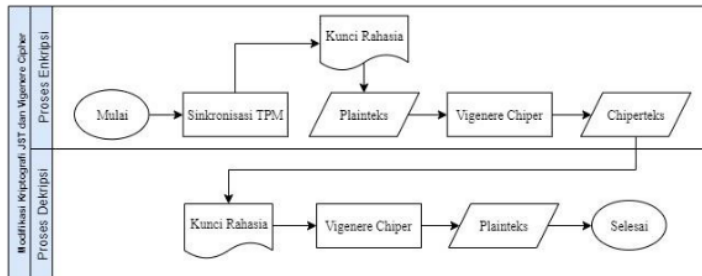 Modifikasi Kriptografi JST dan Vigenere Cipher
Proses Enkripsi
Mulai
Sinkronisasi TPM
Kunci Rahasia
Plainteks
Vigenere Chiper
Chiperteks
Proses Dekripsi
Kunci Rahasia
Vigenere Chiper
Plainteks
Selesai